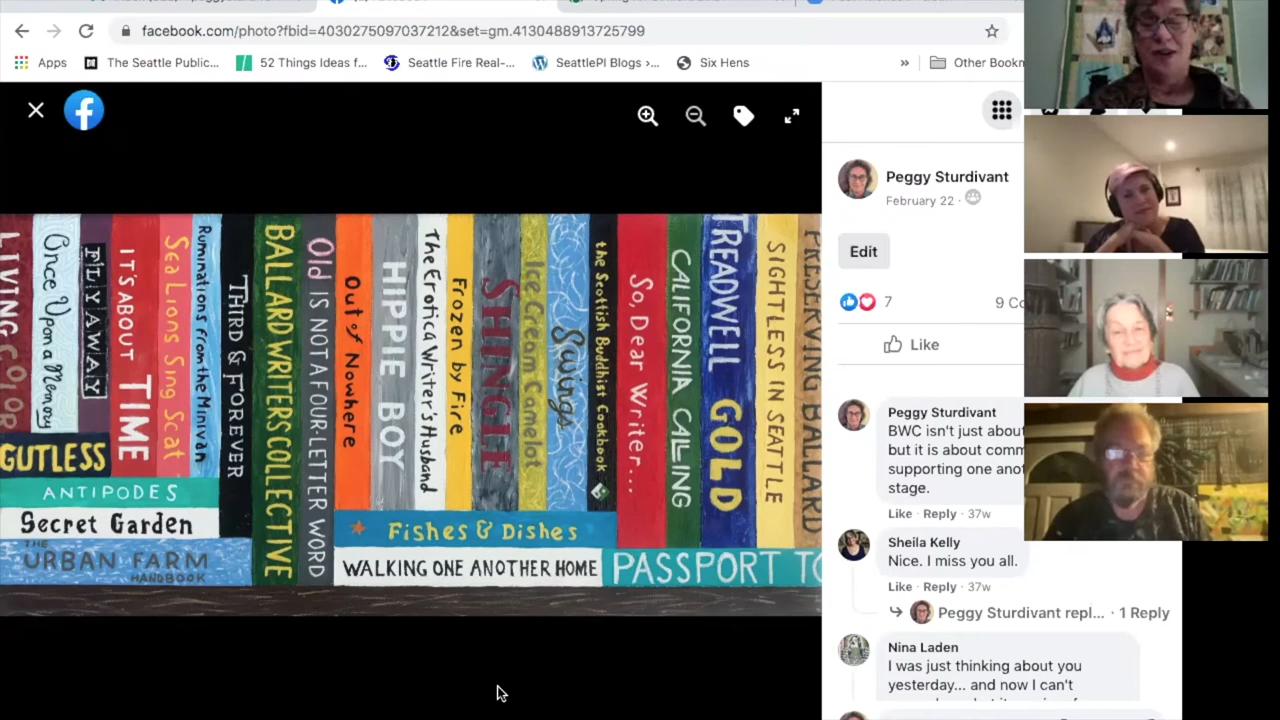 facebook.com/photo?fbid=4030275097037212&set=gm.4130488913725799
Apps
The Seattle Public...
52 Things Ideas f...
Seattle Fire Real-...
SeattlePI Blogs ›...
Six Hens
»
Other Bookm
LIVING COLOR
Once Upon a Memory
FLY AWAY
IT'S ABOUT TIME
Sea Lions Sing Scat
Ruminations from the Minivan
THIRD & FOREVER
BALLARD WRITERS COLLECTIVE
Old IS NOT A FOUR-LETTER WORD
Out of Nowhere
HIPPIE BOY
The Erotica Writer's Husband
Frozen by Fire
SHINGLE
Ice Cream Camelot
Swings
the Scottish Buddhist Cookbook
So, Dear Writer...
CALIFORNIA CALLING
TREADWELL GOLD
SIGHTLESS IN SEATTLE
PRESERVING BALLARD
GUTLESS
ANTIPODES
Secret Garden
THE
URBAN FARM
HANDBOOK
Fishes & Dishes
WALKING ONE ANOTHER HOME
PASSPORT TO
Peggy Sturdivant
February 22 ·
Edit
7
9 Co
Like
Peggy Sturdivant
BWC isn't just about
but it is about comm
supporting one anot
stage.
Like · Reply · 37w
Sheila Kelly
Nice. I miss you all.
Like · Reply · 37w
Peggy Sturdivant repl... · 1 Reply
Nina Laden
I was just thinking about you
yesterday... and now I can't